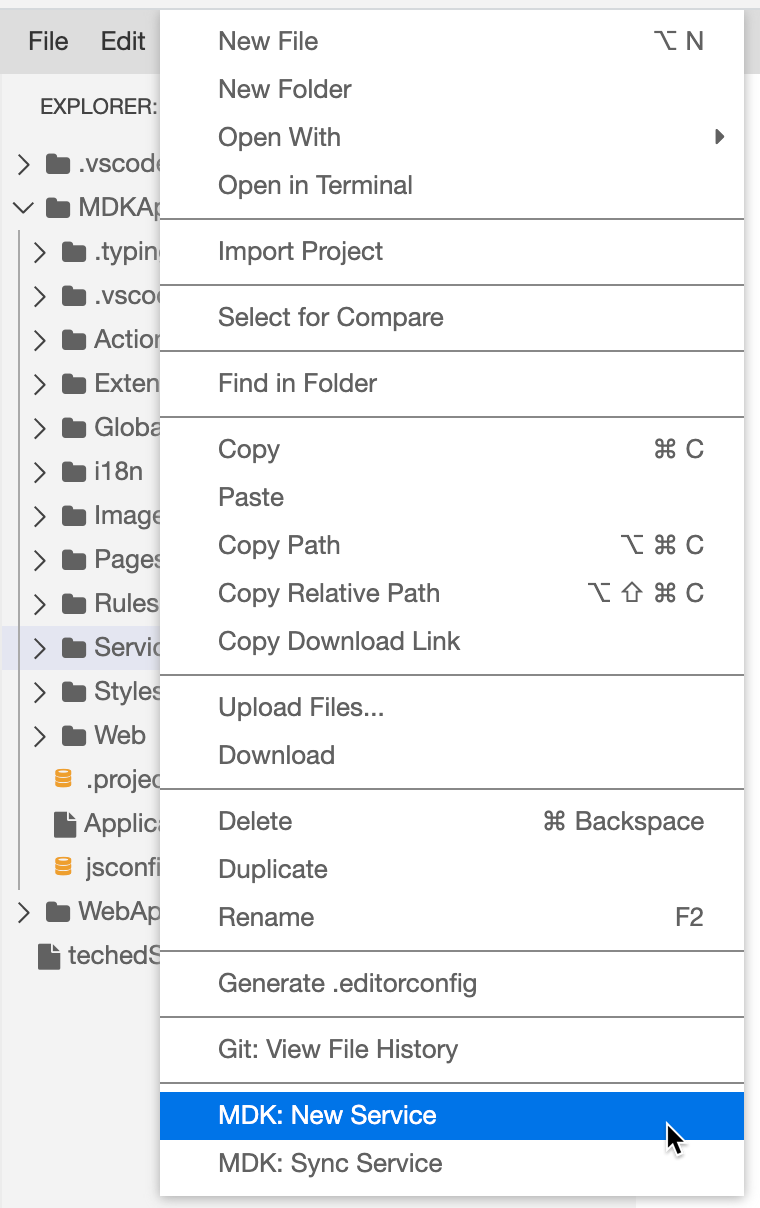 File Edit
EXPLORER:
.vscode
MDKAp
.typin
.vscod
Action
Exten
Globa
i18n
Image
Pages
Rules
Servic
Styles
Web
.projec
Applica
jsconfi
WebAp
techedS
New File ⌥ N
New Folder
Open With
Open in Terminal
Import Project
Select for Compare
Find in Folder
Copy ⌘ C
Paste
Copy Path ⌥ ⌘ C
Copy Relative Path ⌥ ⇧ ⌘ C
Copy Download Link
Upload Files...
Download
Delete ⌘ Backspace
Duplicate
Rename F2
Generate .editorconfig
Git: View File History
MDK: New Service
MDK: Sync Service